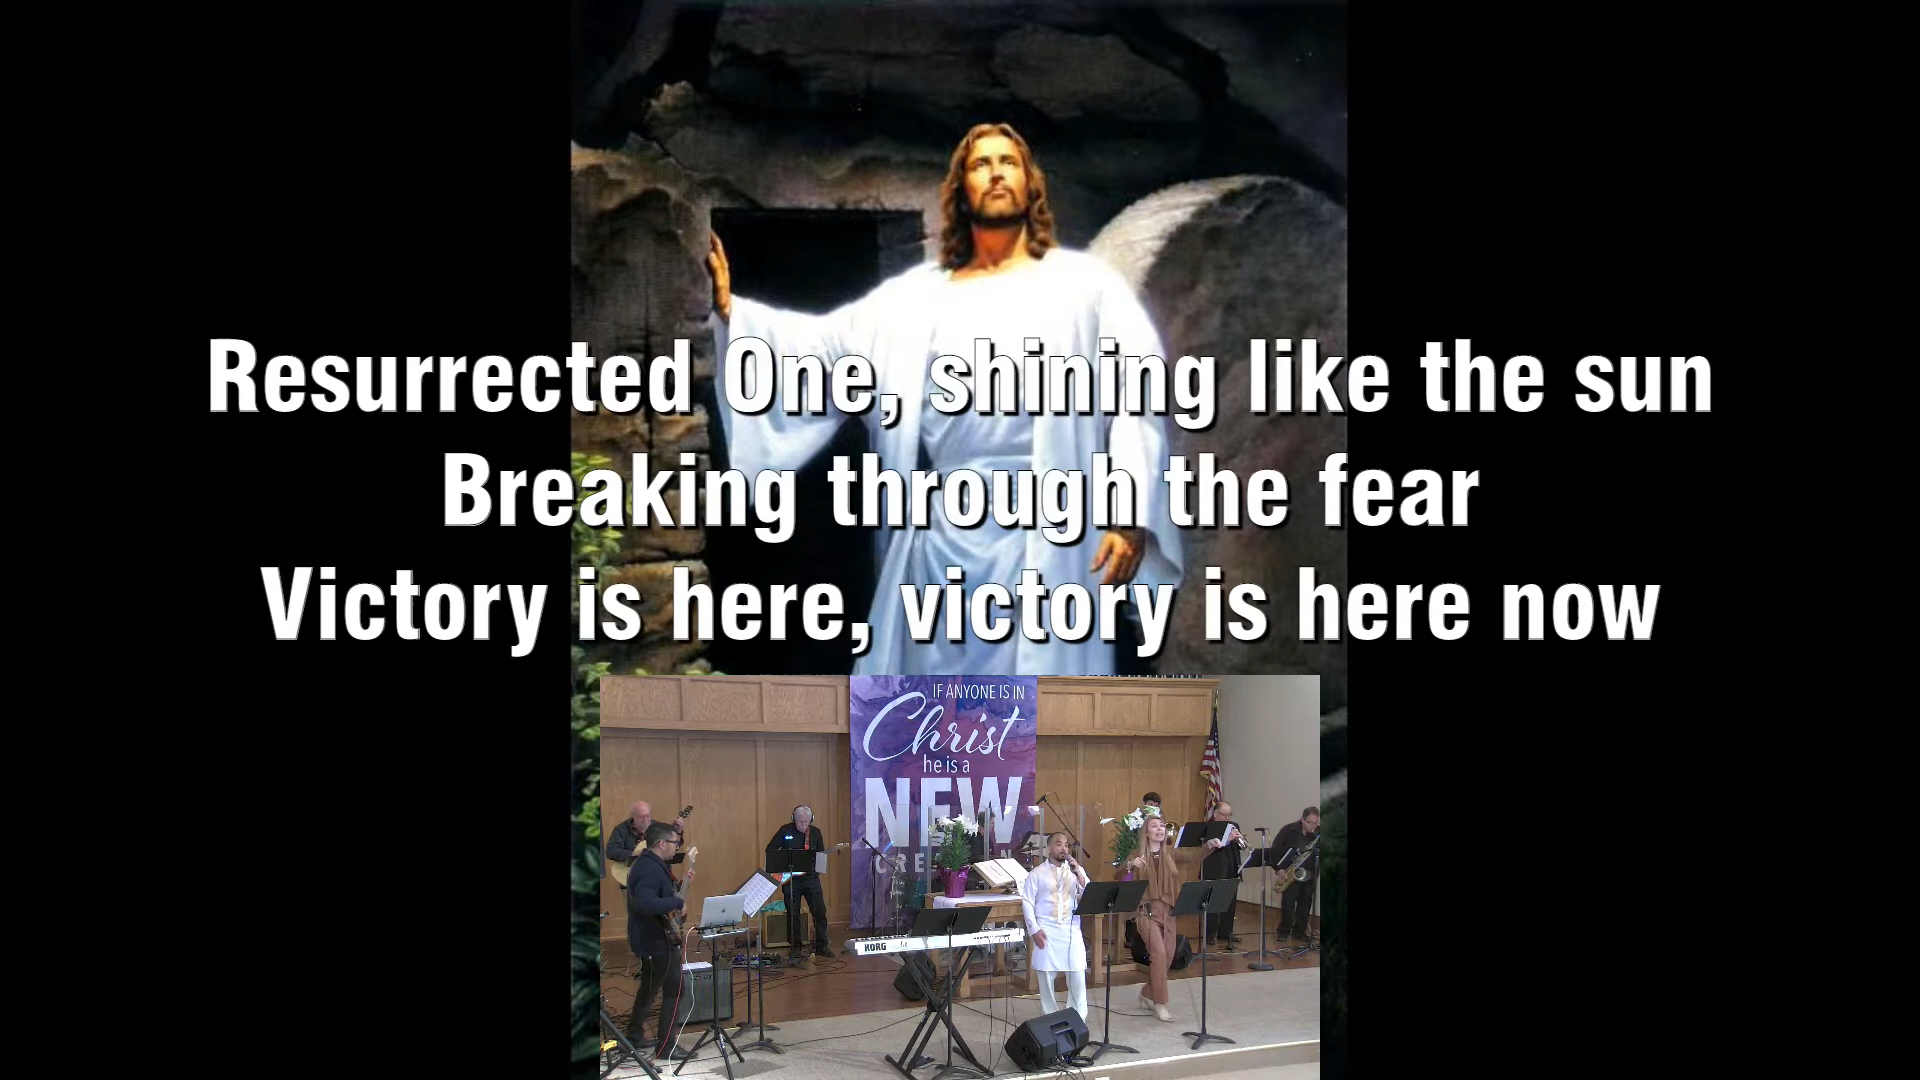 Resurrected One, shining like the sun
Breaking through the fear
Victory is here, victory is here now
IF ANYONE IS IN
Christ
he is a
NEW
KORG